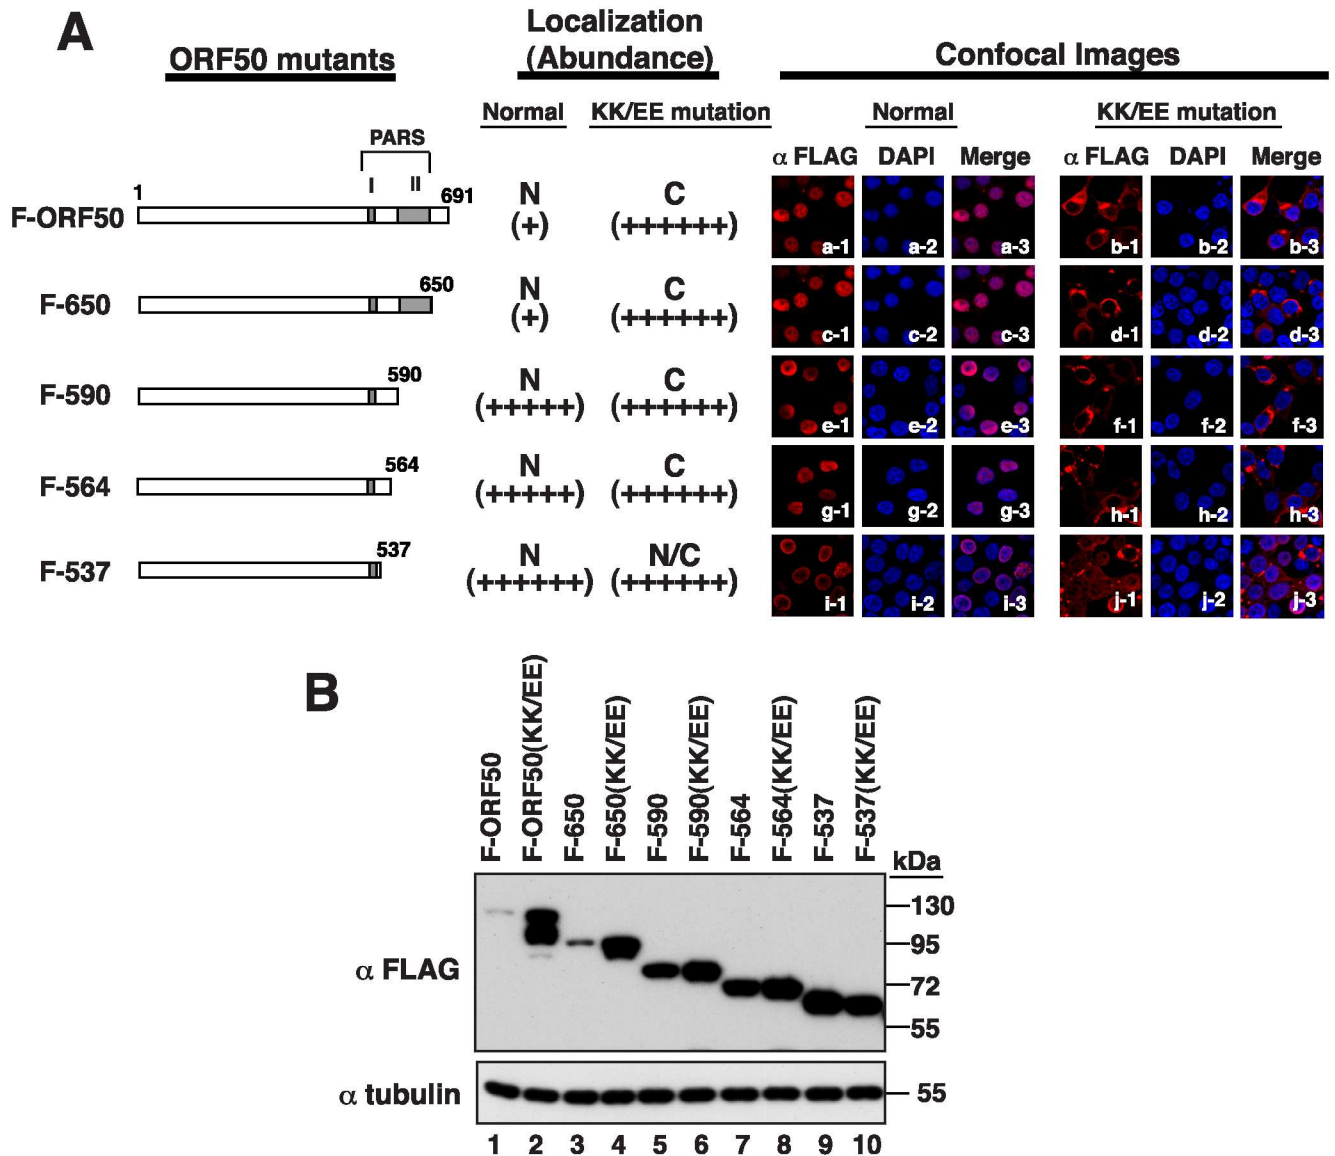 A
ORF50 mutants
Localization
(Abundance)
Confocal Images
Normal KK/EE mutation
Normal KK/EE mutation
PARS
I II
α FLAG DAPI Merge α FLAG DAPI Merge
F-ORF50 1 691 N C
(+) (++++++)
a-1 a-2 a-3 b-1 b-2 b-3
F-650 650 N C
(+) (++++++)
c-1 c-2 c-3 d-1 d-2 d-3
F-590 590 N C
(+++++) (++++++)
e-1 e-2 e-3 f-1 f-2 f-3
F-564 564 N C
(+++++) (++++++)
g-1 g-2 g-3 h-1 h-2 h-3
F-537 537 N N/C
(++++++) (++++++)
i-1 i-2 i-3 j-1 j-2 j-3
B
F-ORF50
F-ORF50(KK/EE)
F-650
F-650(KK/EE)
F-590
F-590(KK/EE)
F-564
F-564(KK/EE)
F-537
F-537(KK/EE)
kDa
130
95
α FLAG
72
55
α tubulin 55
1 2 3 4 5 6 7 8 9 10